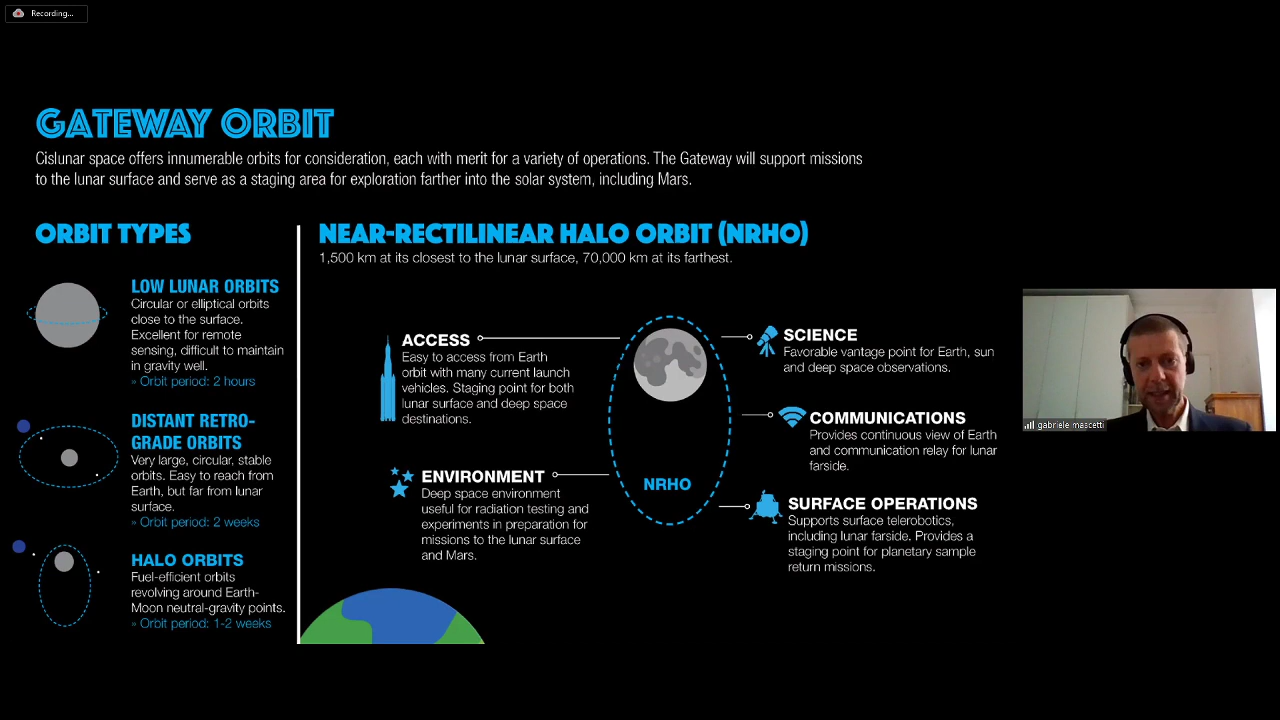 Recording...
GATEWAY ORBIT
Cislunar space offers innumerable orbits for consideration, each with merit for a variety of operations. The Gateway will support missions
to the lunar surface and serve as a staging area for exploration farther into the solar system, including Mars.
ORBIT TYPES
LOW LUNAR ORBITS
Circular or elliptical orbits
close to the surface.
Excellent for remote
sensing, difficult to maintain
in gravity well.
» Orbit period: 2 hours
DISTANT RETRO-
GRADE ORBITS
Very large, circular, stable
orbits. Easy to reach from
Earth, but far from lunar
surface.
» Orbit period: 2 weeks
HALO ORBITS
Fuel-efficient orbits
revolving around Earth-
Moon neutral-gravity points.
» Orbit period: 1-2 weeks
NEAR-RECTILINEAR HALO ORBIT (NRHO)
1,500 km at its closest to the lunar surface, 70,000 km at its farthest.
ACCESS
Easy to access from Earth
orbit with many current launch
vehicles. Staging point for both
lunar surface and deep space
destinations.
ENVIRONMENT
Deep space environment
useful for radiation testing and
experiments in preparation for
missions to the lunar surface
and Mars.
NRHO
SCIENCE
Favorable vantage point for Earth, sun
and deep space observations.
COMMUNICATIONS
Provides continuous view of Earth
and communication relay for lunar
farside.
SURFACE OPERATIONS
Supports surface telerobotics,
including lunar farside. Provides a
staging point for planetary sample
return missions.
gabriele mascetti